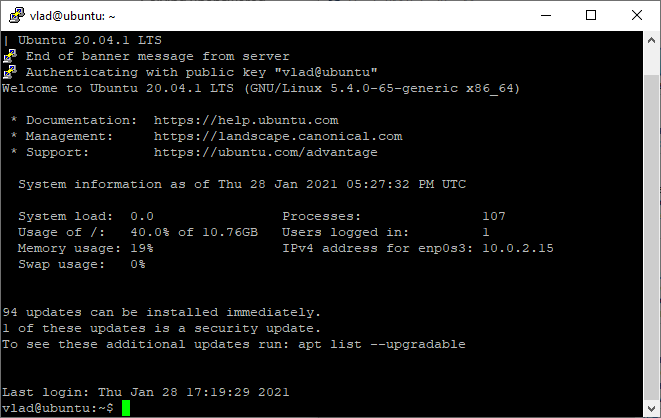 vlad@ubuntu: ~
| Ubuntu 20.04.1 LTS
End of banner message from server
Authenticating with public key "vlad@ubuntu"
Welcome to Ubuntu 20.04.1 LTS (GNU/Linux 5.4.0-65-generic x86_64)
* Documentation:  https://help.ubuntu.com
* Management:     https://landscape.canonical.com
* Support:        https://ubuntu.com/advantage
System information as of Thu 28 Jan 2021 05:27:32 PM UTC
System load:  0.0                Processes:               107
Usage of /:   40.0% of 10.76GB   Users logged in:         1
Memory usage: 19%                IPv4 address for enp0s3: 10.0.2.15
Swap usage:   0%
94 updates can be installed immediately.
1 of these updates is a security update.
To see these additional updates run: apt list --upgradable
Last login: Thu Jan 28 17:19:29 2021
vlad@ubuntu:~$